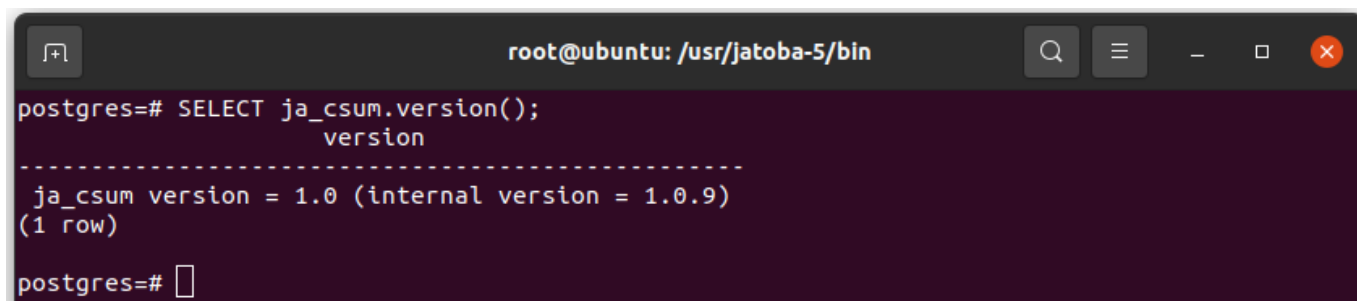 root@ubuntu: /usr/jatoba-5/bin
postgres=# SELECT ja_csum.version();
version
--------------------------------------------------
ja_csum version = 1.0 (internal version = 1.0.9)
(1 row)
postgres=#